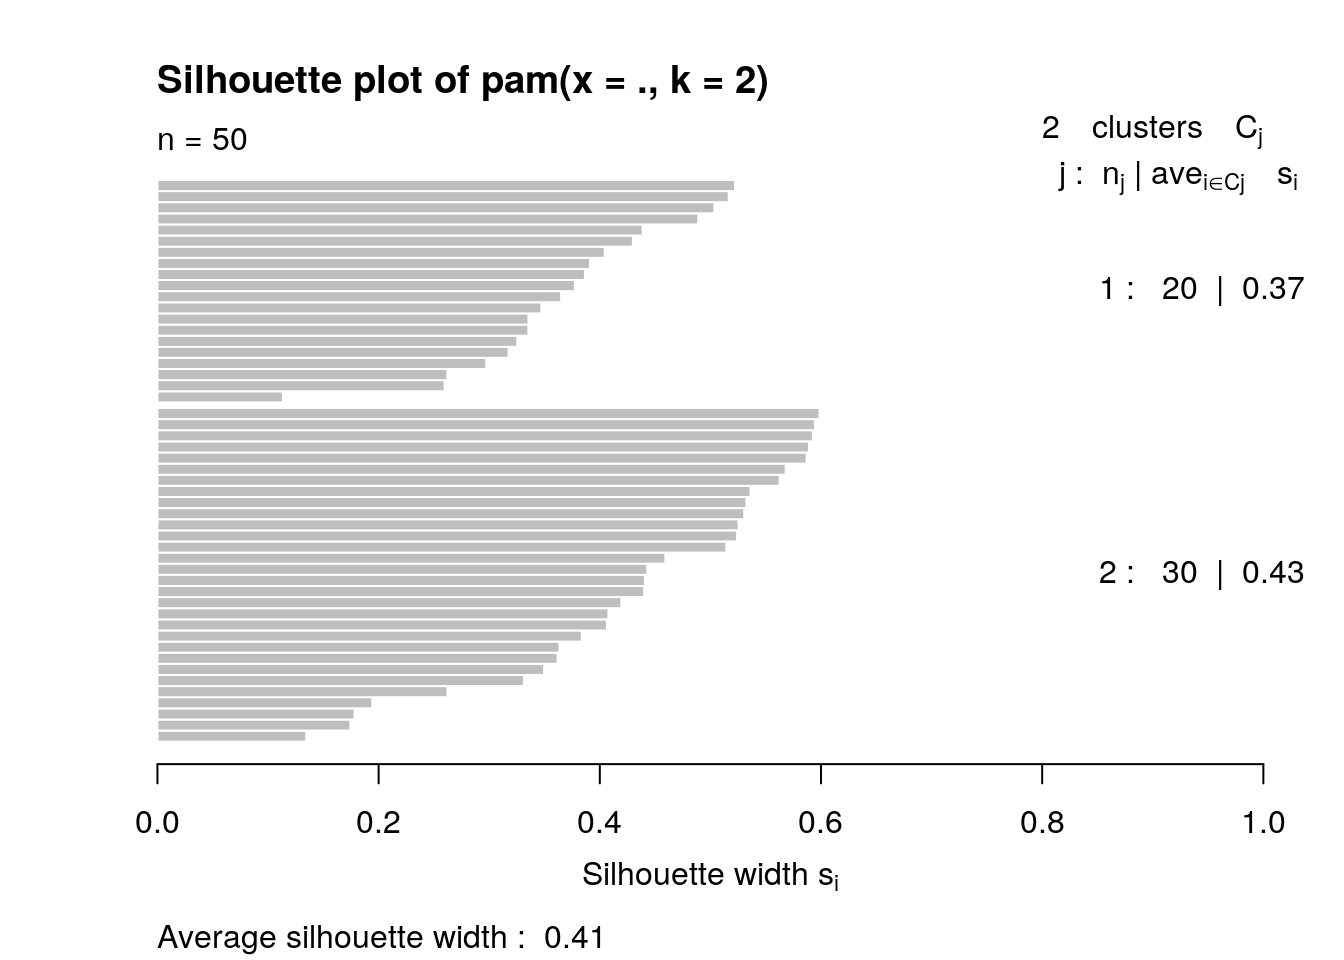 Silhouette plot of pam(x = ., k = 2)
n = 50
2 clusters Cj
j : nj | avei∈Cj si
1 : 20 | 0.37
2 : 30 | 0.43
0.0 0.2 0.4 0.6 0.8 1.0
Silhouette width si
Average silhouette width : 0.41